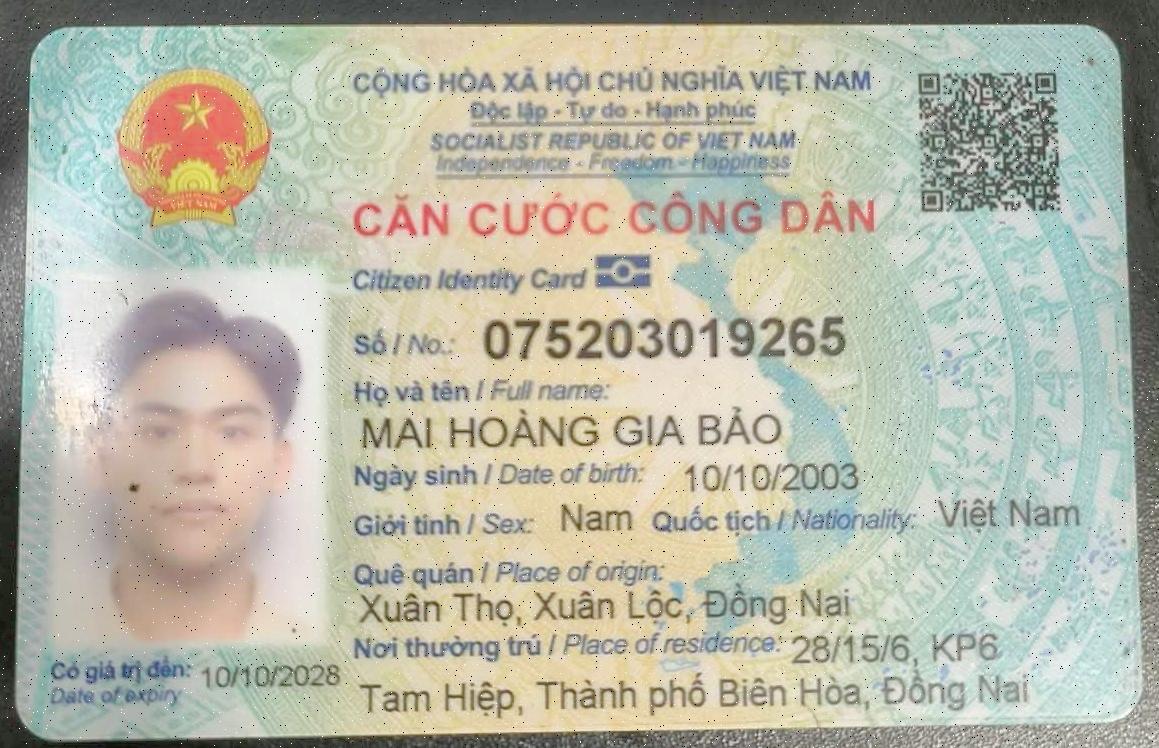 CỘNG HÒA XÃ HỘI CHỦ NGHĨA VIỆT NAM
Độc lập - Tự do - Hạnh phúc
SOCIALIST REPUBLIC OF VIET NAM
Independence - Freedom - Happiness
VIỆT NAM
CĂN CƯỚC CÔNG DÂN
Citizen Identity Card
Số / No.: 075203019265
Họ và tên / Full name:
MAI HOÀNG GIA BẢO
Ngày sinh / Date of birth: 10/10/2003
Giới tính / Sex: Nam Quốc tịch / Nationality: Việt Nam
Quê quán / Place of origin:
Xuân Thọ, Xuân Lộc, Đồng Nai
Nơi thường trú / Place of residence: 28/15/6, KP6
Tam Hiệp, Thành phố Biên Hòa, Đồng Nai
Có giá trị đến: 10/10/2028
Date of expiry